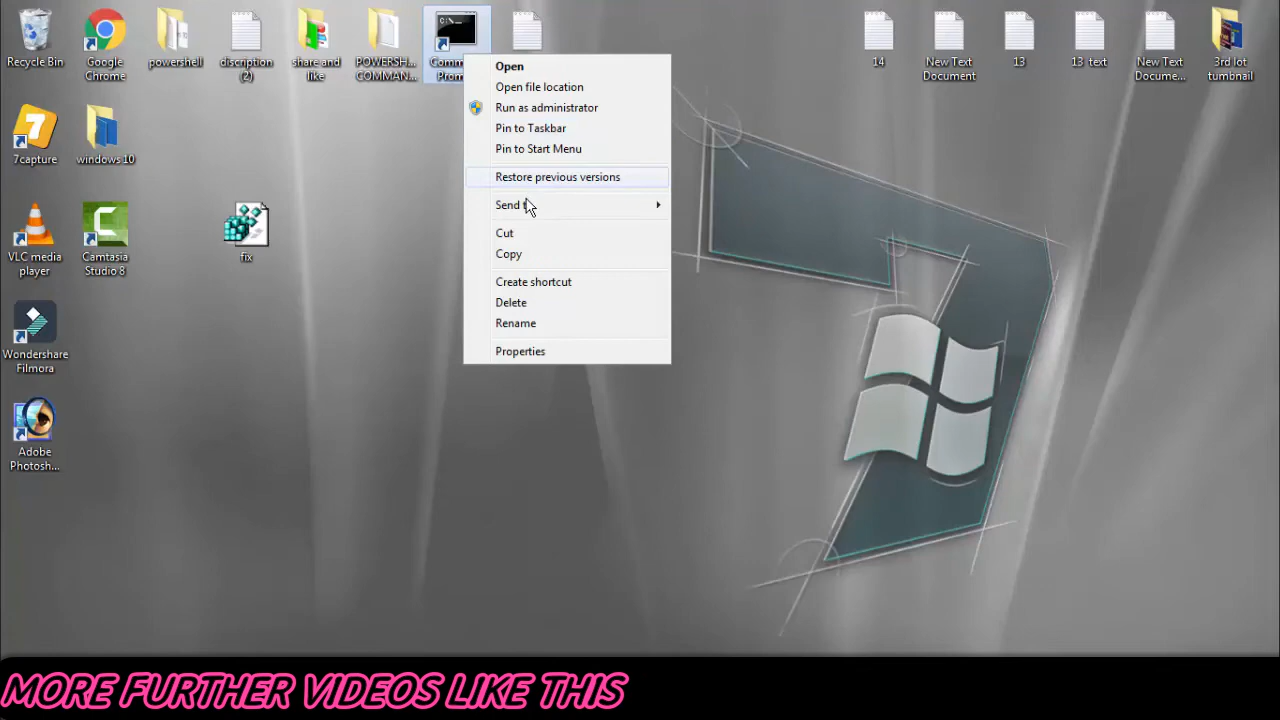 Recycle Bin
Google
Chrome
powershell
discription
(2)
share and
like
POWERSH...
COMMAN...
Comm
Prom
14
New Text
Document
13
13 text
New Text
Docume...
3rd lot
tumbnail
7capture
windows 10
VLC media
player
Camtasia
Studio 8
fix
Wondershare
Filmora
Adobe
Photosh...
C:\_
Open
Open file location
Run as administrator
Pin to Taskbar
Pin to Start Menu
Restore previous versions
Send t
Cut
Copy
Create shortcut
Delete
Rename
Properties
MORE FURTHER VIDEOS LIKE THIS